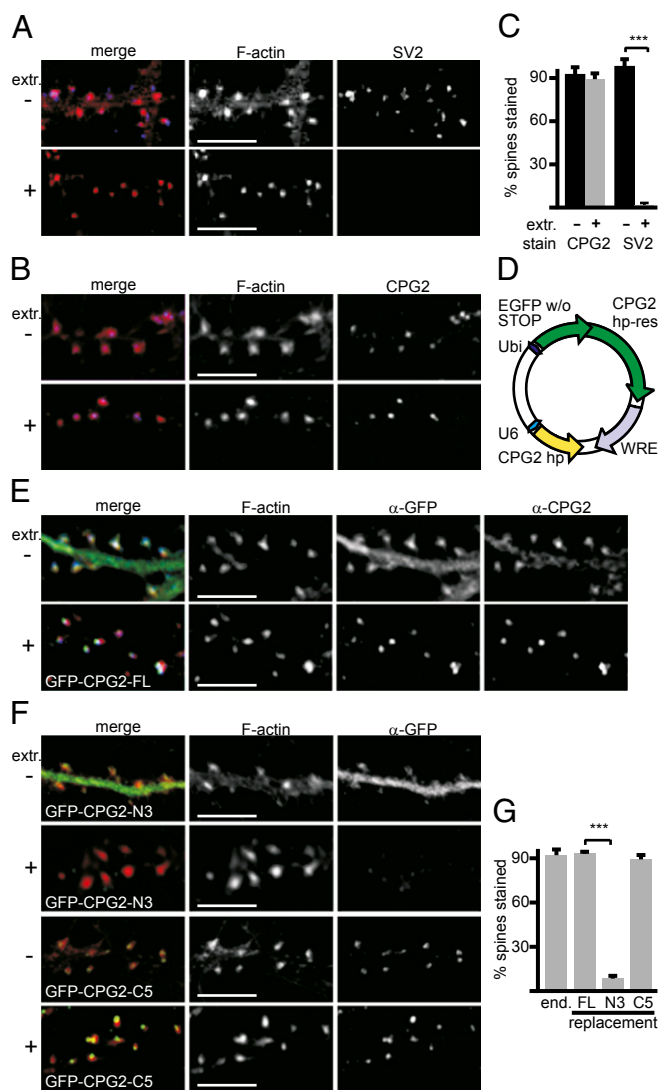 A
merge F-actin SV2
extr.
-
+
B
merge F-actin CPG2
extr.
-
+
C
***
% spines stained
90
60
30
extr. - + - +
stain CPG2 SV2
D
EGFP w/o
STOP
CPG2
hp-res
Ubi
U6
CPG2 hp
WRE
E
merge F-actin α-GFP α-CPG2
extr.
-
+
GFP-CPG2-FL
F
merge F-actin α-GFP
extr.
-
GFP-CPG2-N3
+
GFP-CPG2-N3
-
GFP-CPG2-C5
+
GFP-CPG2-C5
G
***
% spines stained
90
60
30
end. FL N3 C5
replacement